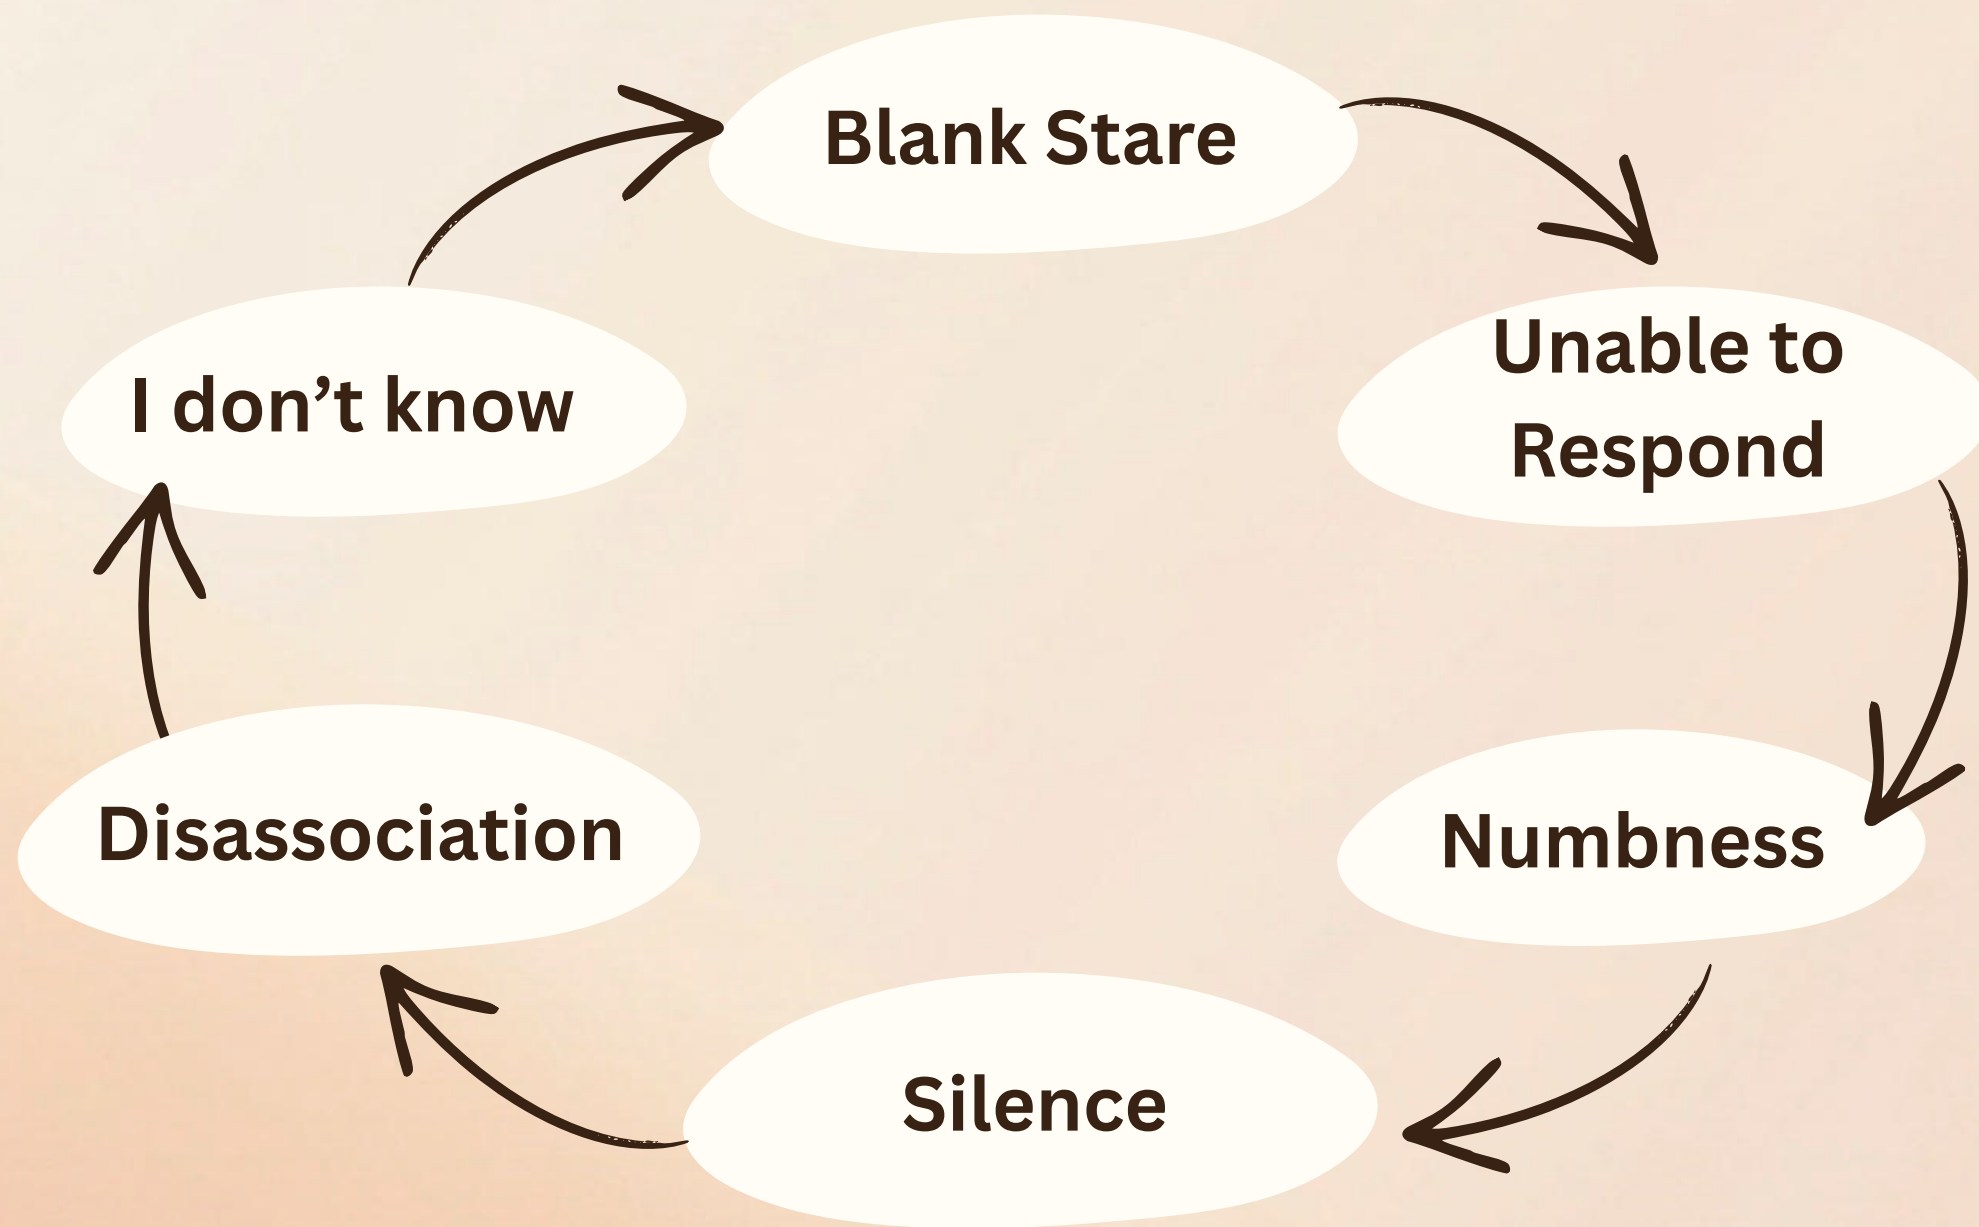 Blank Stare
Unable to
Respond
Numbness
Silence
Disassociation
I don’t know